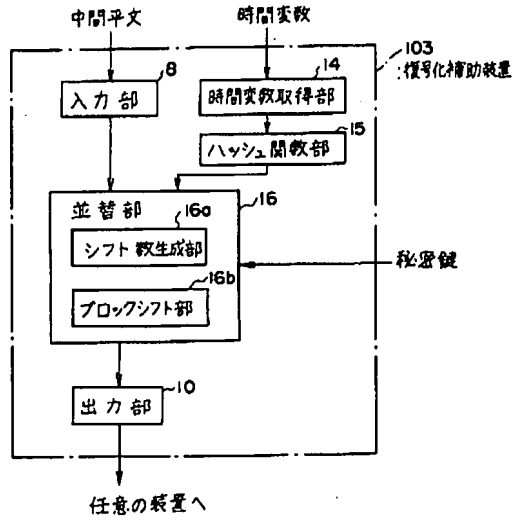 中間平文
時間変数
103
:復号化補助装置
8
入力部
14
時間変数取得部
15
ハッシュ関数部
並替部
16
16a
シフト数生成部
16b
ブロックシフト部
秘密鍵
10
出力部
任意の装置へ